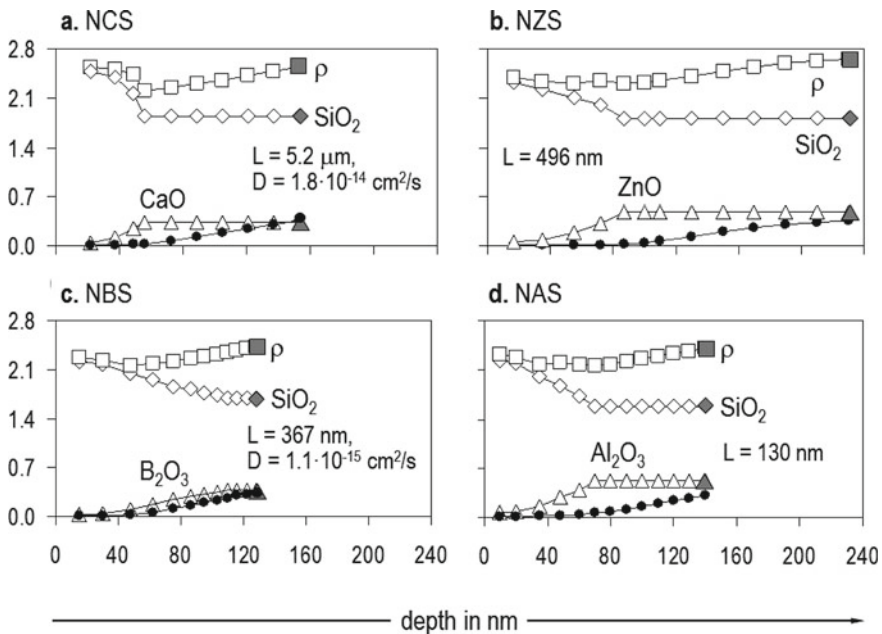 a. NCS
2.8
2.1
1.4
0.7
0.0
ρ
SiO₂
L = 5.2 μm,
D = 1.8·10⁻¹⁴ cm²/s
CaO
b. NZS
ρ
SiO₂
L = 496 nm
ZnO
c. NBS
2.8
2.1
1.4
0.7
0.0
ρ
SiO₂
L = 367 nm,
D = 1.1·10⁻¹⁵ cm²/s
B₂O₃
0 40 80 120 160 200 240
d. NAS
ρ
SiO₂
Al₂O₃
L = 130 nm
0 40 80 120 160 200 240
depth in nm